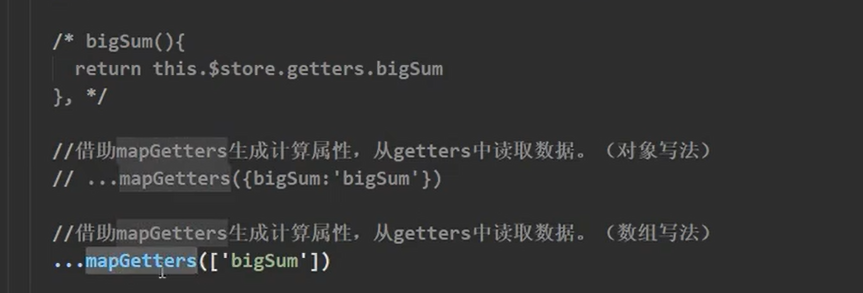 /* bigSum(){
return this.$store.getters.bigSum
}, */
//借助mapGetters生成计算属性，从getters中读取数据。（对象写法）
// ...mapGetters({bigSum:'bigSum'})
//借助mapGetters生成计算属性，从getters中读取数据。（数组写法）
...mapGetters(['bigSum'])